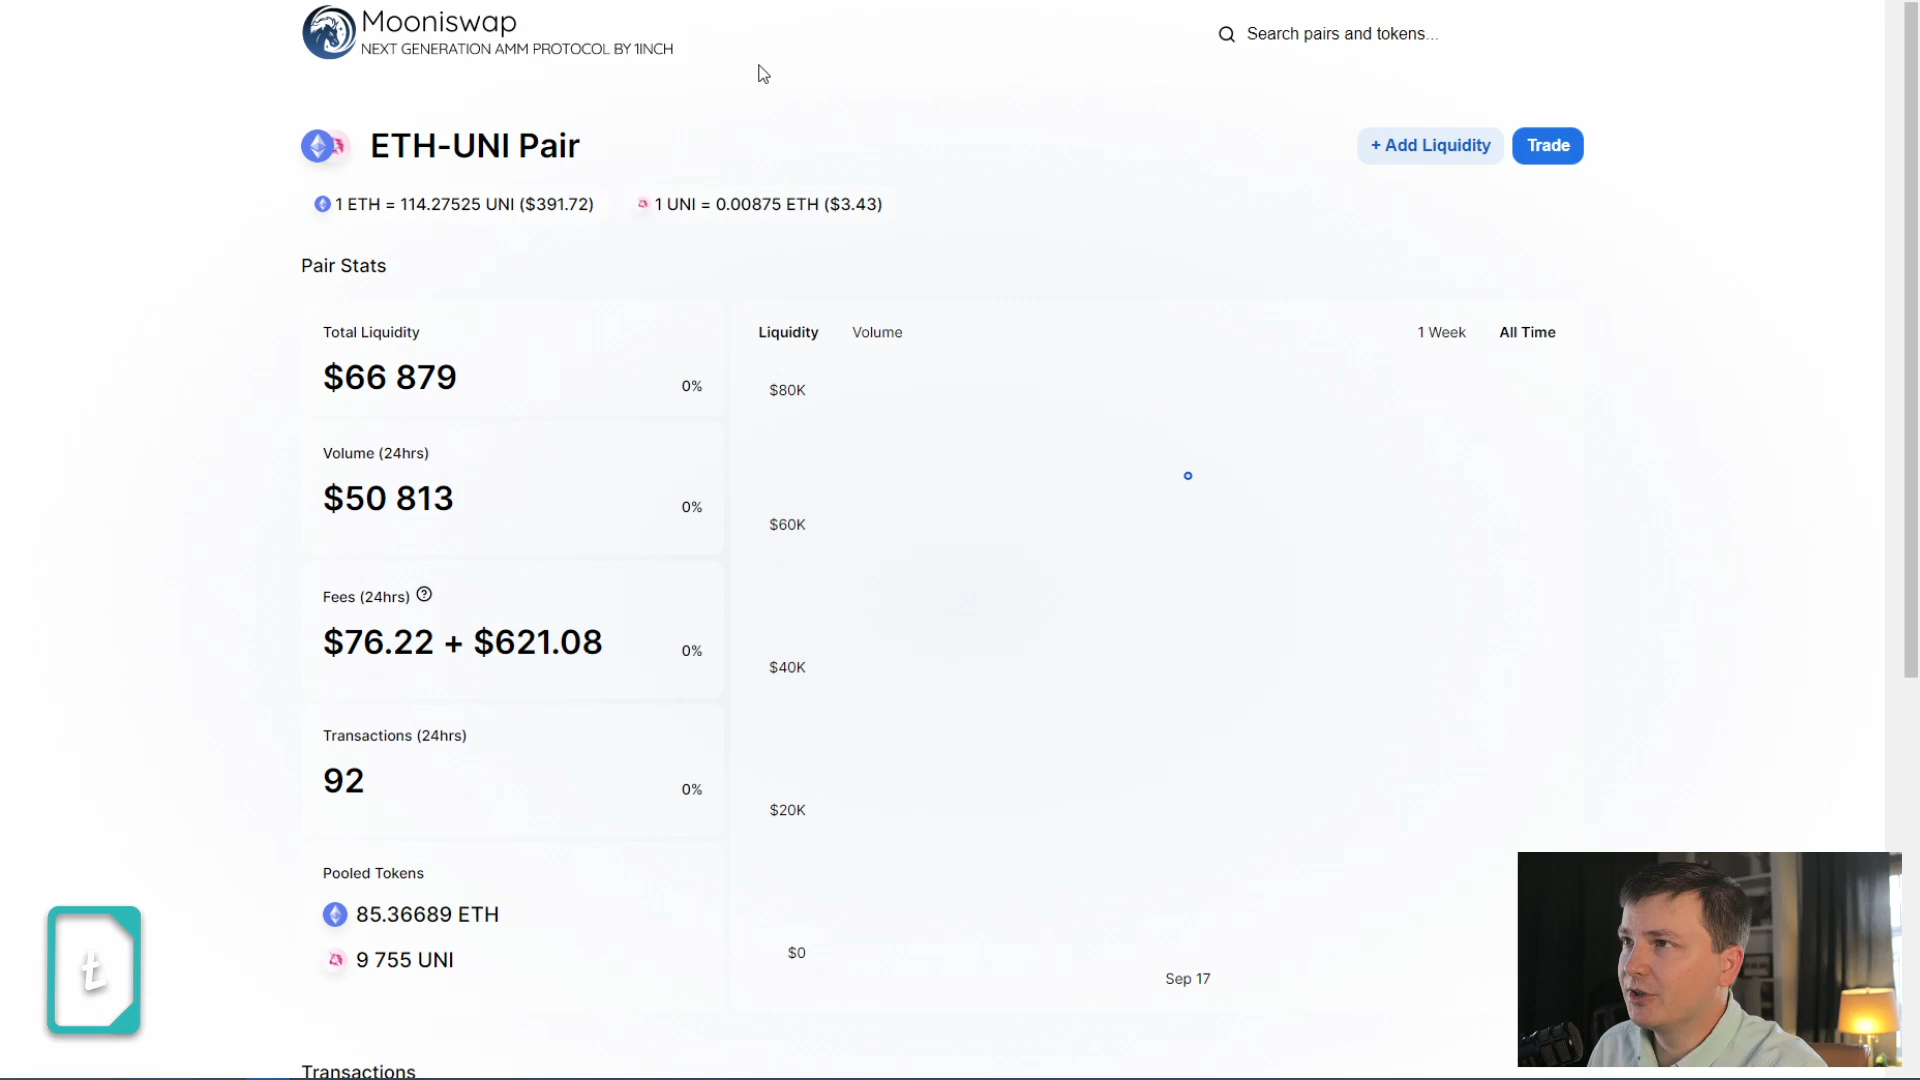 Mooniswap
NEXT GENERATION AMM PROTOCOL BY 1INCH
Search pairs and tokens...
ETH-UNI Pair
+ Add Liquidity
Trade
1 ETH = 114.27525 UNI ($391.72)
1 UNI = 0.00875 ETH ($3.43)
Pair Stats
Total Liquidity
$66 879
0%
Volume (24hrs)
$50 813
0%
Fees (24hrs)
$76.22 + $621.08
0%
Transactions (24hrs)
92
0%
Pooled Tokens
85.36689 ETH
9 755 UNI
Liquidity
Volume
1 Week
All Time
$80K
$60K
$40K
$20K
$0
Sep 17
Transactions